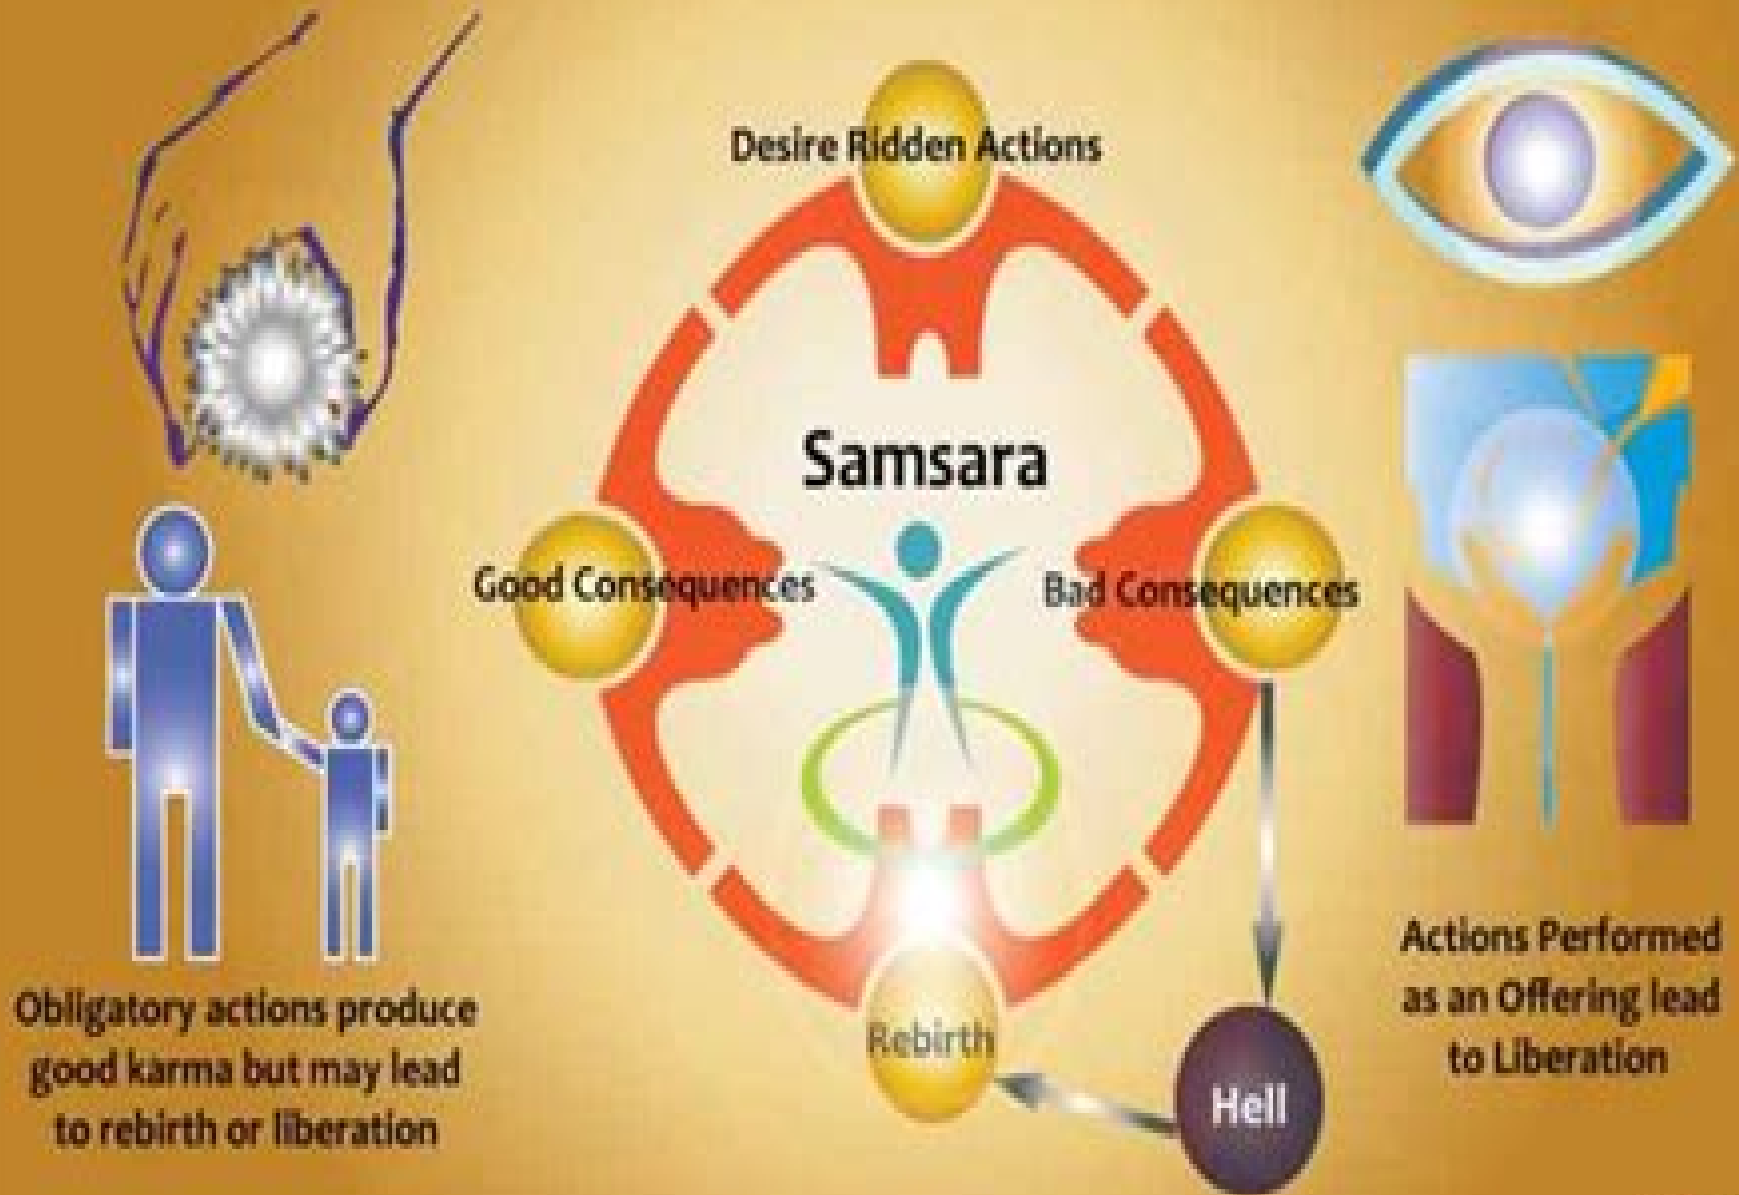 Desire Ridden Actions
Samsara
Good Consequences
Bad Consequences
Rebirth
Hell
Obligatory actions produce
good karma but may lead
to rebirth or liberation
Actions Performed
as an Offering lead
to Liberation